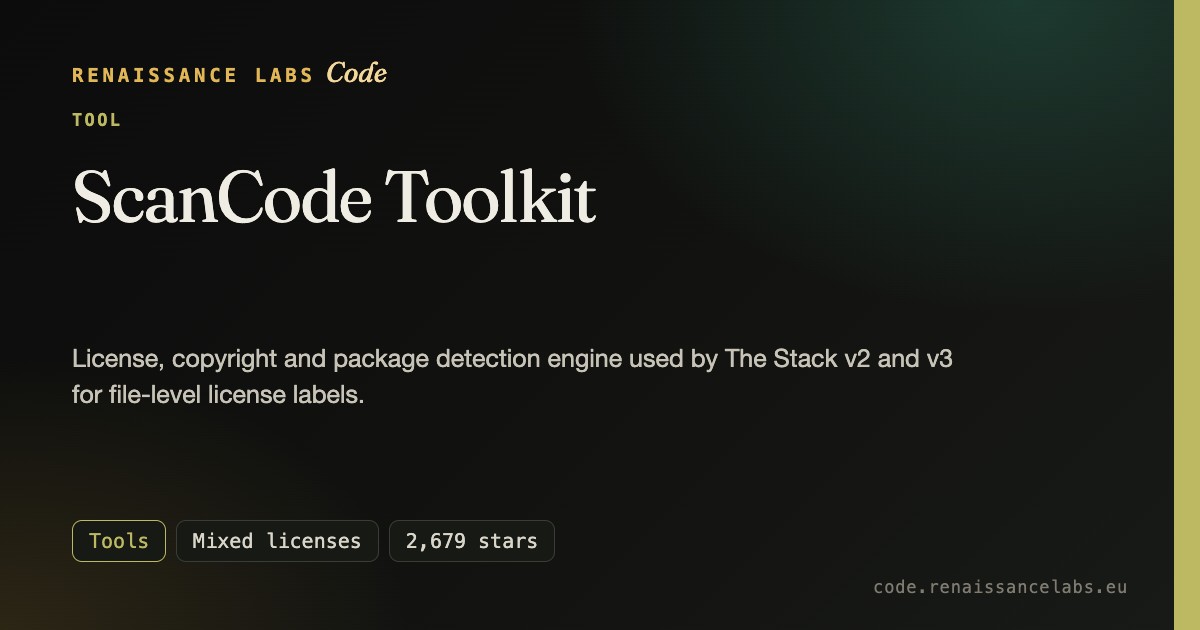 RENAISSANCE LABS Code
TOOL
ScanCode Toolkit
License, copyright and package detection engine used by The Stack v2 and v3
for file-level license labels.
Tools Mixed licenses 2,679 stars
code.renaissancelabs.eu